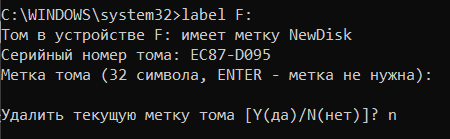 C:\WINDOWS\system32>label F:
Том в устройстве F: имеет метку NewDisk
Серийный номер тома: EC87-D095
Метка тома (32 символа, ENTER - метка не нужна):
Удалить текущую метку тома [Y(да)/N(нет)]? n